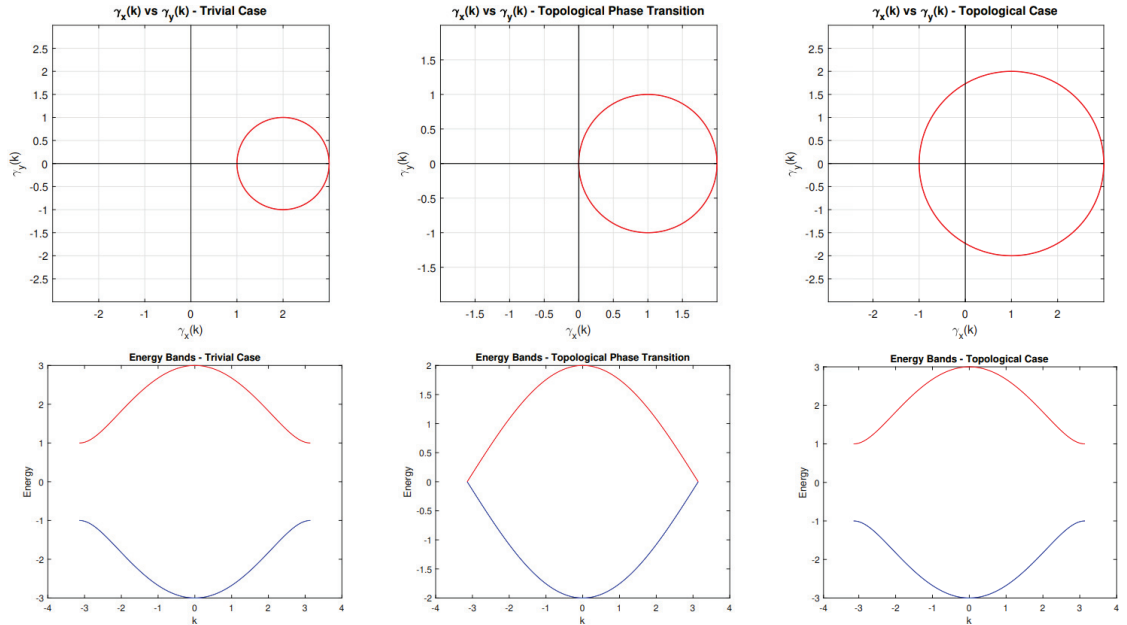 γx(k) vs γy(k) - Trivial Case
2.5
2
1.5
1
0.5
0
-0.5
-1
-1.5
-2
-2.5
γy(k)
-2 -1 0 1 2
γx(k)
γx(k) vs γy(k) - Topological Phase Transition
1.5
1
0.5
0
-0.5
-1
-1.5
γy(k)
-1.5 -1 -0.5 0 0.5 1 1.5
γx(k)
γx(k) vs γy(k) - Topological Case
2.5
2
1.5
1
0.5
0
-0.5
-1
-1.5
-2
-2.5
γy(k)
-2 -1 0 1 2
γx(k)
Energy Bands - Trivial Case
3
2
1
0
-1
-2
-3
Energy
-4 -3 -2 -1 0 1 2 3 4
k
Energy Bands - Topological Phase Transition
2
1.5
1
0.5
0
-0.5
-1
-1.5
-2
Energy
-4 -3 -2 -1 0 1 2 3 4
k
Energy Bands - Topological Case
3
2
1
0
-1
-2
-3
Energy
-4 -3 -2 -1 0 1 2 3 4
k